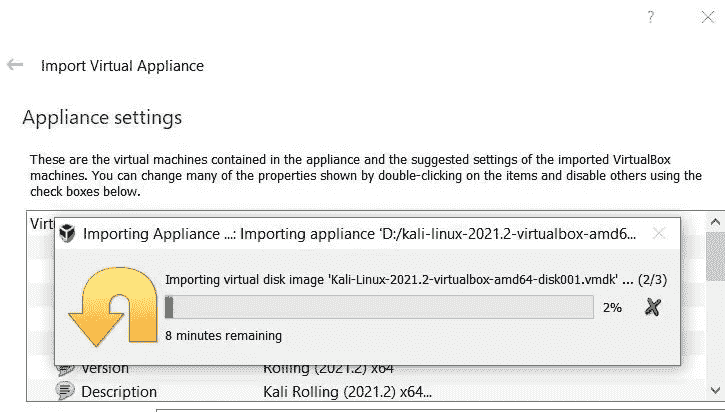 ?
Import Virtual Appliance
Appliance settings
These are the virtual machines contained in the appliance and the suggested settings of the imported VirtualBox
machines. You can change many of the properties shown by double-clicking on the items and disable others using the
check boxes below.
Virt
Importing Appliance ...: Importing appliance 'D:/kali-linux-2021.2-virtualbox-amd6...
Importing virtual disk image 'Kali-Linux-2021.2-virtualbox-amd64-disk001.vmdk' ... (2/3)
2%
8 minutes remaining
Version Rolling (2021.2) x64
Description Kali Rolling (2021.2) x64...